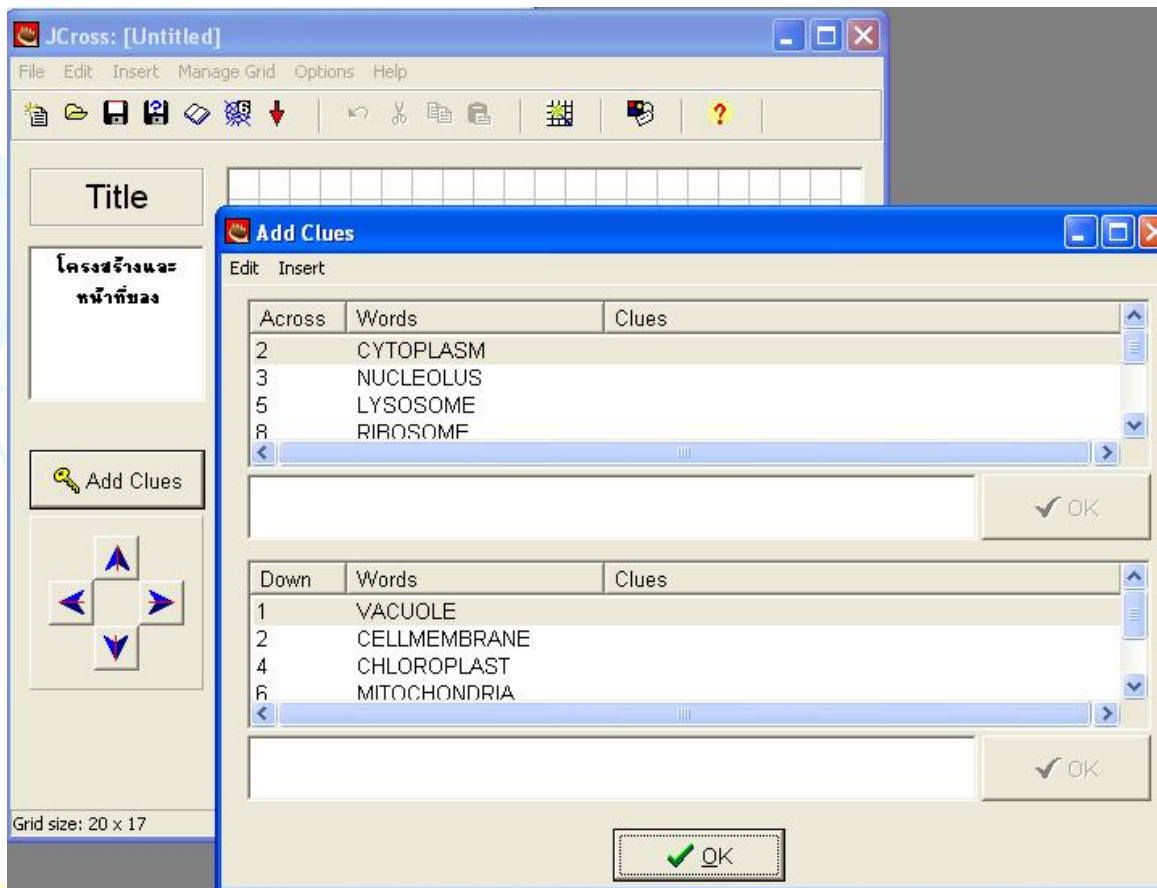 JCross: [Untitled]
File Edit Insert Manage Grid Options Help
Title
โครงสร้างและ
หน้าที่ของ
Add Clues
Grid size: 20 x 17
Add Clues
Edit Insert
Across Words Clues
2 CYTOPLASM
3 NUCLEOLUS
5 LYSOSOME
8 RIBOSOME
OK
Down Words Clues
1 VACUOLE
2 CELLMEMBRANE
4 CHLOROPLAST
6 MITOCHONDRIA
OK
OK